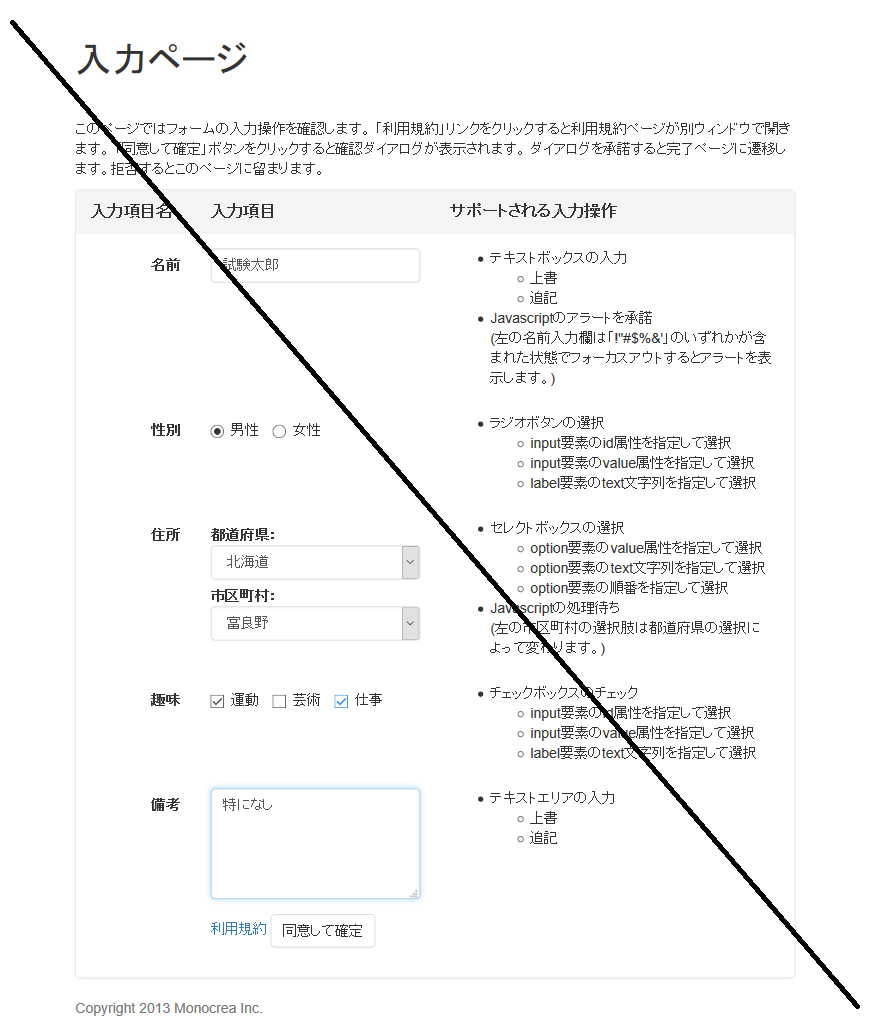 入力ページ
このページではフォームの入力操作を確認します。「利用規約」リンクをクリックすると利用規約ページが別ウィンドウで開き
ます。「同意して確定」ボタンをクリックすると確認ダイアログが表示されます。ダイアログを承諾すると完了ページに遷移し
ます。拒否するとこのページに留まります。
入力項目名 入力項目 サポートされる入力操作
名前 試験太郎
テキストボックスの入力
上書
追記
Javascriptのアラートを承諾
(左の名前入力欄は「!"#$%&'」のいずれかが含
まれた状態でフォーカスアウトするとアラートを表
示します。)
性別 男性 女性
ラジオボタンの選択
input要素のid属性を指定して選択
input要素のvalue属性を指定して選択
label要素のtext文字列を指定して選択
住所 都道府県:
北海道
市区町村:
富良野
セレクトボックスの選択
option要素のvalue属性を指定して選択
option要素のtext文字列を指定して選択
option要素の順番を指定して選択
Javascriptの処理待ち
(左の市区町村の選択肢は都道府県の選択に
よって変わります。)
趣味 運動 芸術 仕事
チェックボックスのチェック
input要素のid属性を指定して選択
input要素のvalue属性を指定して選択
label要素のtext文字列を指定して選択
備考 特になし
テキストエリアの入力
上書
追記
利用規約 同意して確定
Copyright 2013 Monocrea Inc.